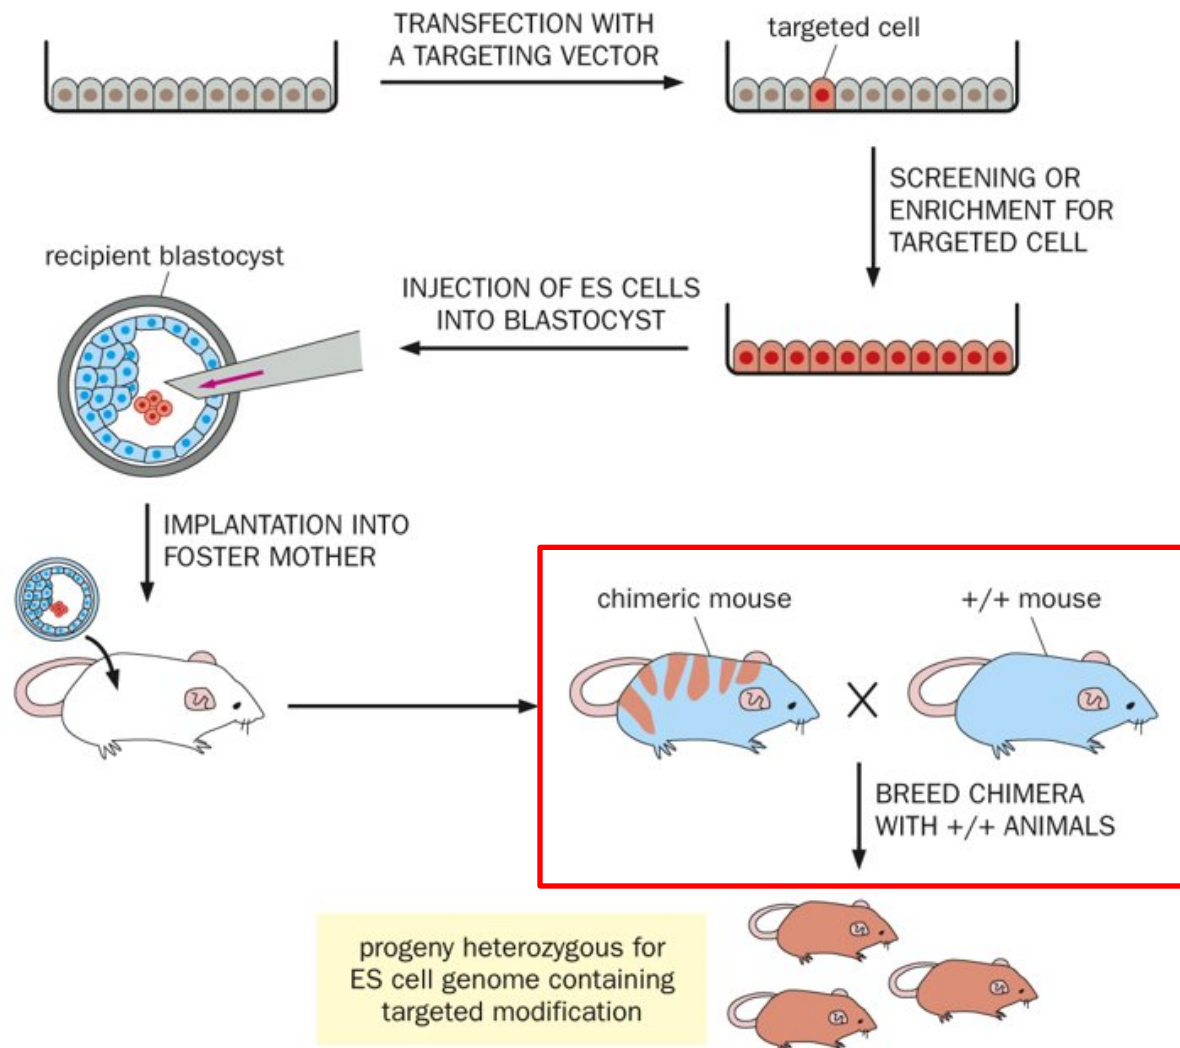 TRANSFECTION WITH
A TARGETING VECTOR
targeted cell
SCREENING OR
ENRICHMENT FOR
TARGETED CELL
INJECTION OF ES CELLS
INTO BLASTOCYST
recipient blastocyst
IMPLANTATION INTO
FOSTER MOTHER
chimeric mouse
+/+ mouse
X
BREED CHIMERA
WITH +/+ ANIMALS
progeny heterozygous for
ES cell genome containing
targeted modification